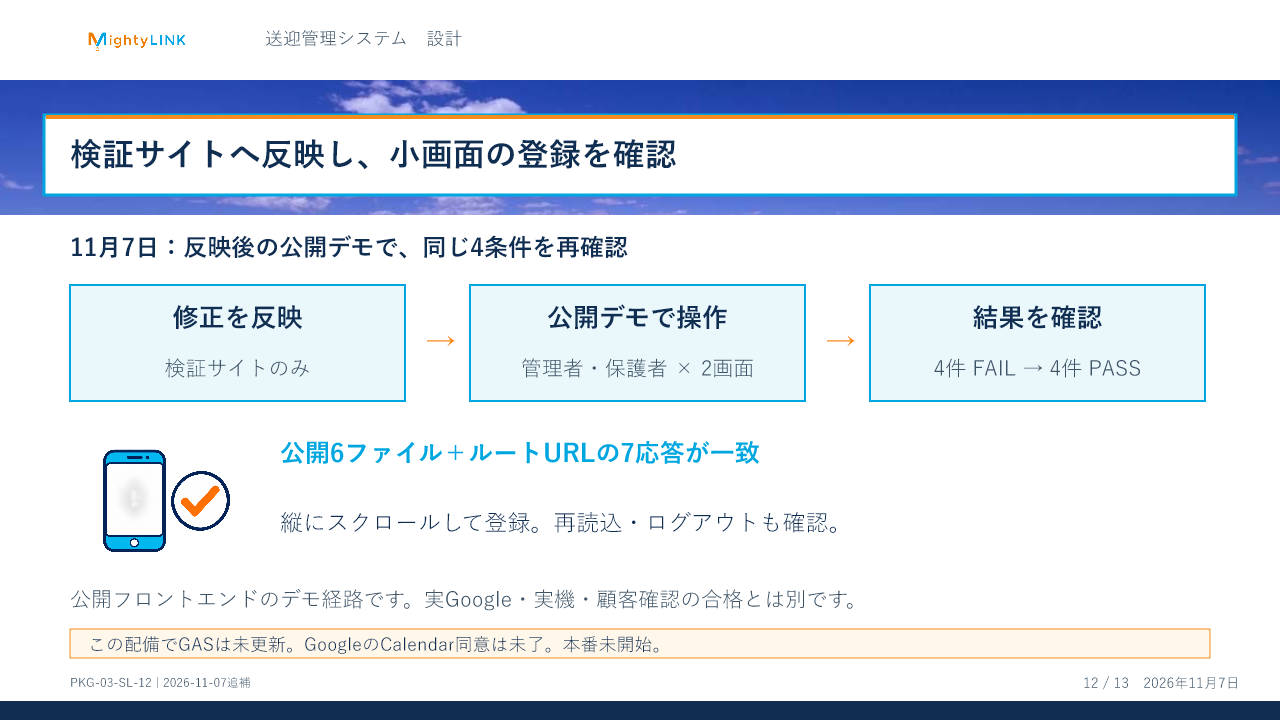 MightyLINK
送迎管理システム　設計
検証サイトへ反映し、小画面の登録を確認
11月7日：反映後の公開デモで、同じ4条件を再確認
修正を反映
検証サイトのみ
→
公開デモで操作
管理者・保護者 × 2画面
→
結果を確認
4件 FAIL → 4件 PASS
公開6ファイル＋ルートURLの7応答が一致
縦にスクロールして登録。再読込・ログアウトも確認。
公開フロントエンドのデモ経路です。実Google・実機・顧客確認の合格とは別です。
この配備でGASは未更新。GoogleのCalendar同意は未了。本番未開始。
PKG-03-SL-12 | 2026-11-07追補
12 / 13　2026年11月7日